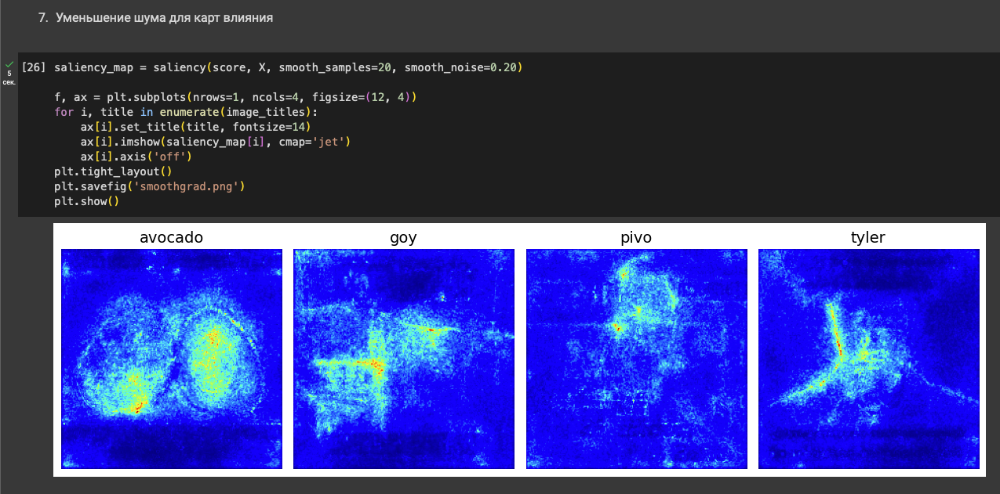 7. Уменьшение шума для карт влияния
[26] saliency_map = saliency(score, X, smooth_samples=20, smooth_noise=0.20)
5
сек.
f, ax = plt.subplots(nrows=1, ncols=4, figsize=(12, 4))
for i, title in enumerate(image_titles):
    ax[i].set_title(title, fontsize=14)
    ax[i].imshow(saliency_map[i], cmap='jet')
    ax[i].axis('off')
plt.tight_layout()
plt.savefig('smoothgrad.png')
plt.show()
avocado goy pivo tyler